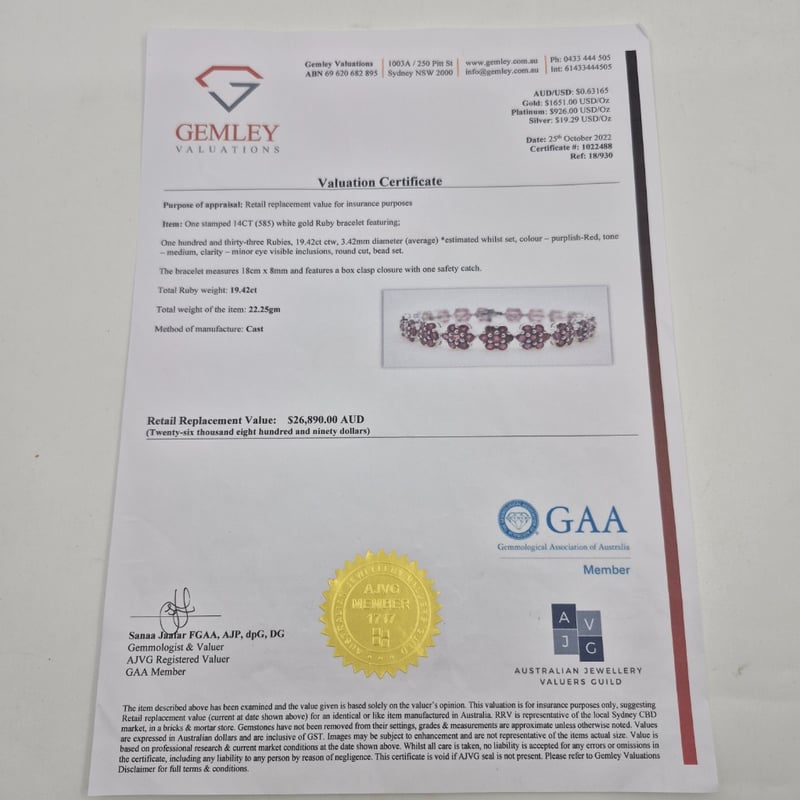 GEMLEY
VALUATIONS
Gemley Valuations
ABN 69 620 682 895
1003A / 250 Pitt St
Sydney NSW 2000
www.gemley.com.au
info@gemley.com.au
Ph: 0433 444 505
Int: 61433444505
AUD/USD: $0.63165
Gold: $1651.00 USD/Oz
Platinum: $926.00 USD/Oz
Silver: $19.29 USD/Oz
Date: 25th October 2022
Certificate #: 1022488
Ref: 18/930
Valuation Certificate
Purpose of appraisal: Retail replacement value for insurance purposes
Item: One stamped 14CT (585) white gold Ruby bracelet featuring;
One hundred and thirty-three Rubies, 19.42ct ctw, 3.42mm diameter (average) *estimated whilst set, colour – purplish-Red, tone
– medium, clarity – minor eye visible inclusions, round cut, bead set.
The bracelet measures 18cm x 8mm and features a box clasp closure with one safety catch.
Total Ruby weight: 19.42ct
Total weight of the item: 22.25gm
Method of manufacture: Cast
Retail Replacement Value: $26,890.00 AUD
(Twenty-six thousand eight hundred and ninety dollars)
GAA
Gemmological Association of Australia
Member
AJVG
MEMBER
1717
Sanaa Jaafar FGAA, AJP, dpG, DG
Gemmologist & Valuer
AJVG Registered Valuer
GAA Member
A V
J G
AUSTRALIAN JEWELLERY
VALUERS GUILD
The item described above has been examined and the value given is based solely on the valuer's opinion. This valuation is for insurance purposes only, suggesting
Retail replacement value (current at date shown above) for an identical or like item manufactured in Australia. RRV is representative of the local Sydney CBD
market, in a bricks & mortar store. Gemstones have not been removed from their settings, grades & measurements are approximate unless otherwise noted. Values
are expressed in Australian dollars and are inclusive of GST. Images may be subject to enhancement and are not representative of the items actual size. Value is
based on professional research & current market conditions at the date shown above. Whilst all care is taken, no liability is accepted for any errors or omissions in
the certificate, including any liability to any person by reason of negligence. This certificate is void if AJVG seal is not present. Please refer to Gemley Valuations
Disclaimer for full terms & conditions.